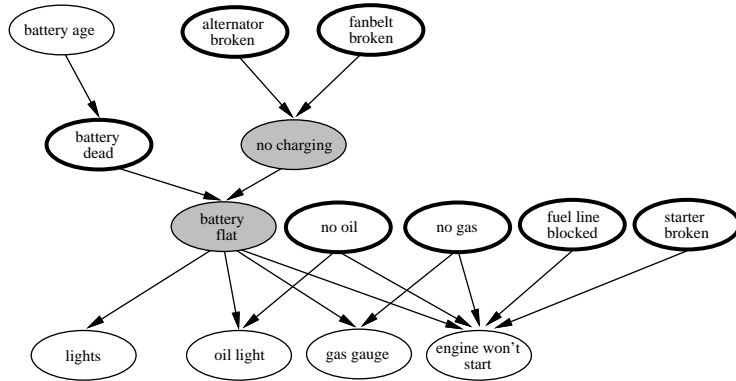 battery age
alternator
broken
fanbelt
broken
battery
dead
no charging
battery
flat
no oil
no gas
fuel line
blocked
starter
broken
lights
oil light
gas gauge
engine won't
start